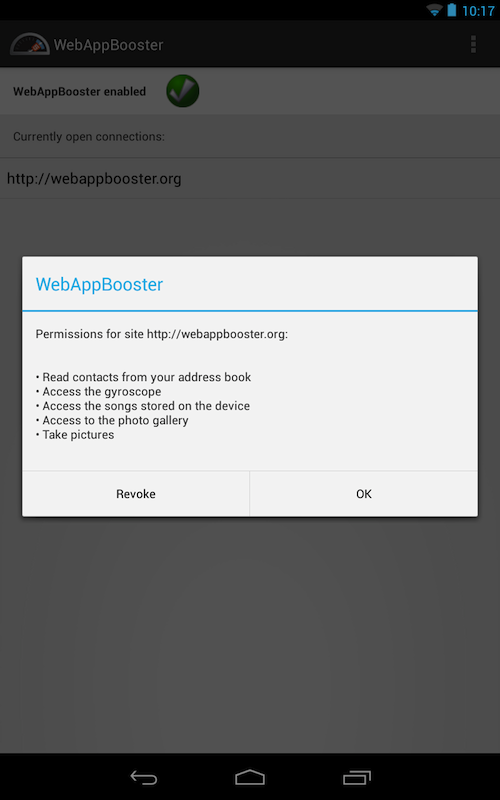 10:17
WebAppBooster
WebAppBooster enabled
Currently open connections:
http://webappbooster.org
WebAppBooster
Permissions for site http://webappbooster.org:
• Read contacts from your address book
• Access the gyroscope
• Access the songs stored on the device
• Access to the photo gallery
• Take pictures
Revoke
OK